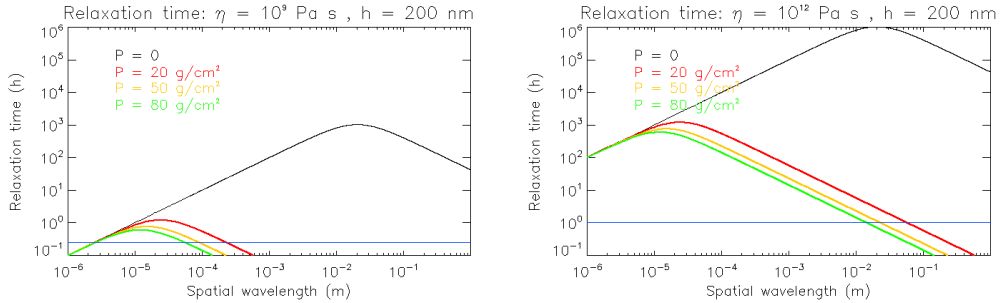 Relaxation time: η = 10⁹ Pa s , h = 200 nm
10⁶
10⁵
10⁴
10³
10²
10¹
10⁰
10⁻¹
Relaxation time (h)
P = 0
P = 20 g/cm²
P = 50 g/cm²
P = 80 g/cm²
10⁻⁶ 10⁻⁵ 10⁻⁴ 10⁻³ 10⁻² 10⁻¹
Spatial wavelength (m)
Relaxation time: η = 10¹² Pa s , h = 200 nm
10⁶
10⁵
10⁴
10³
10²
10¹
10⁰
10⁻¹
Relaxation time (h)
P = 0
P = 20 g/cm²
P = 50 g/cm²
P = 80 g/cm²
10⁻⁶ 10⁻⁵ 10⁻⁴ 10⁻³ 10⁻² 10⁻¹
Spatial wavelength (m)